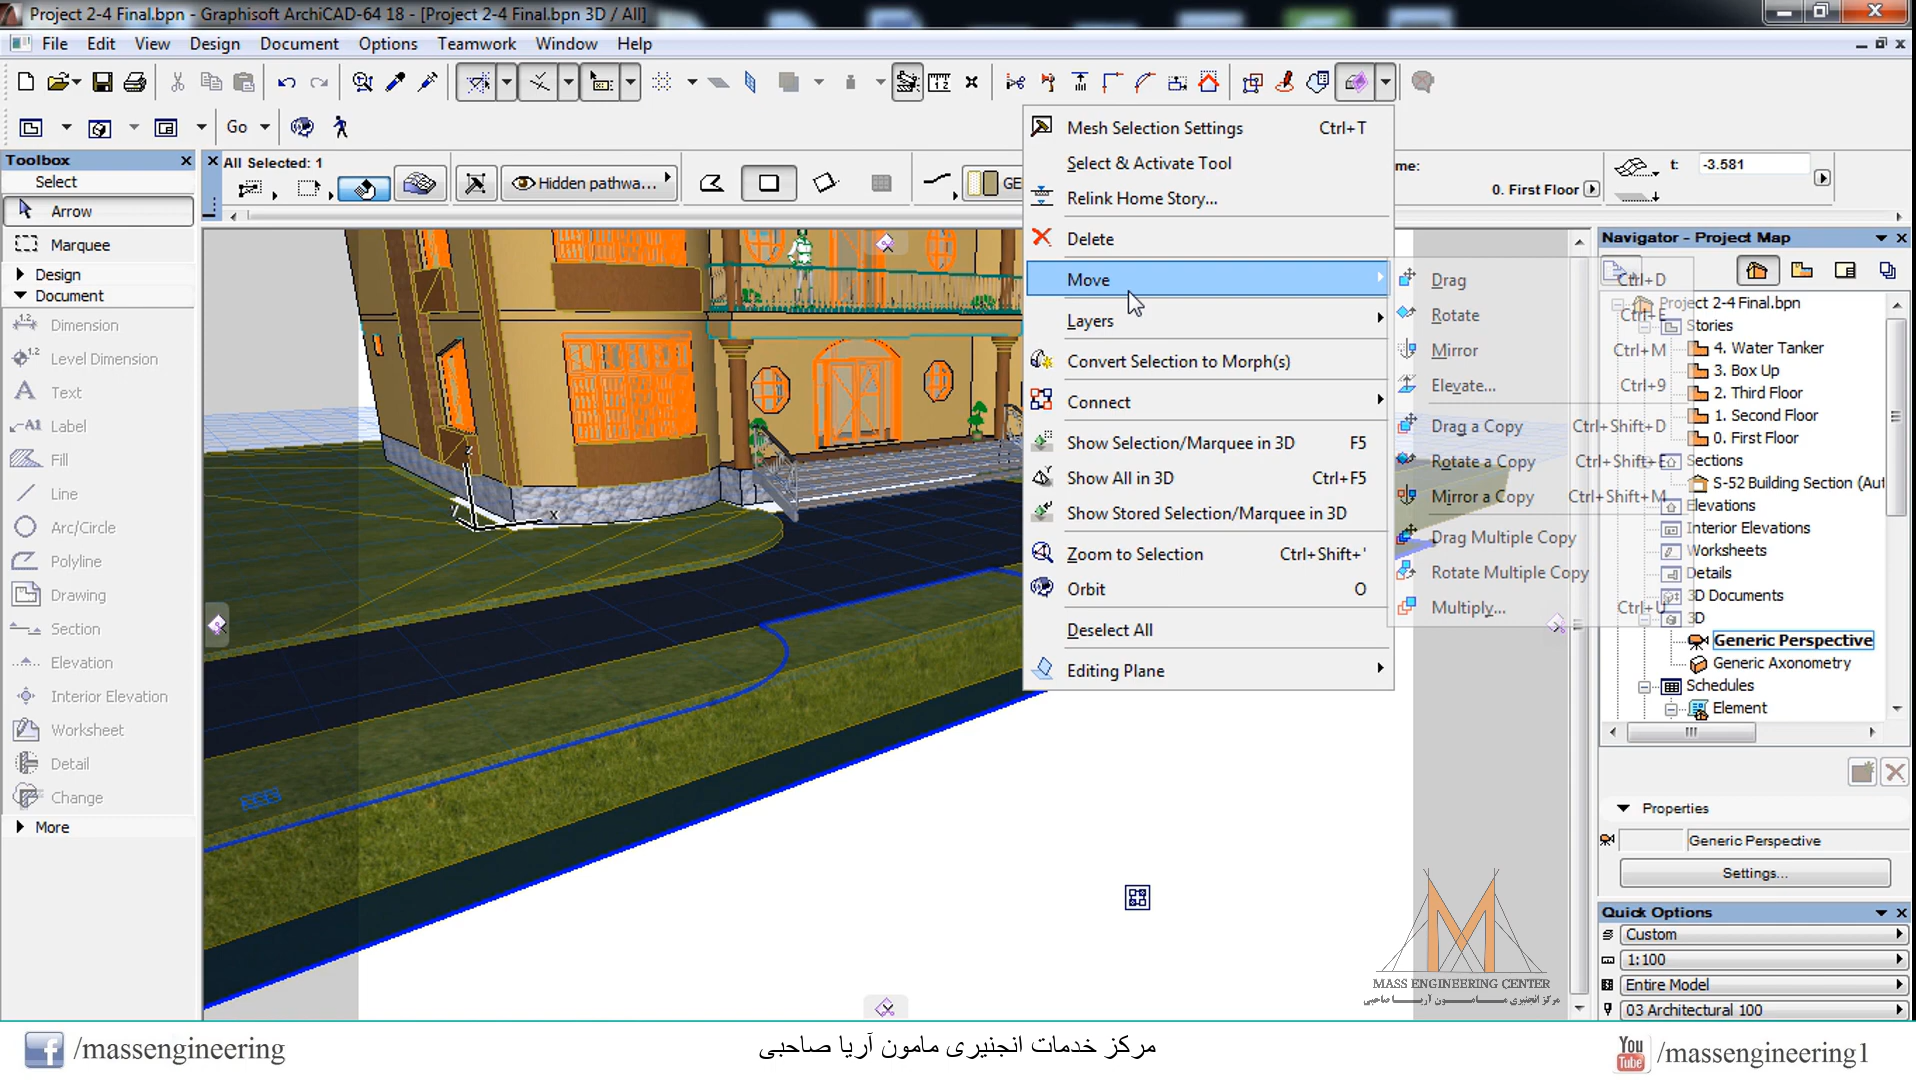 Project 2-4 Final.bpn - Graphisoft ArchiCAD-64 18 - [Project 2-4 Final.bpn 3D / All]
File Edit View Design Document Options Teamwork Window Help
Go
Toolbox
Select
Arrow
Marquee
Design
Document
Dimension
Level Dimension
Text
Label
Fill
Line
Arc/Circle
Polyline
Drawing
Section
Elevation
Interior Elevation
Worksheet
Detail
Change
More
All Selected: 1
Hidden pathwa...
GE
me:
0. First Floor
t: -3.581
Mesh Selection Settings Ctrl+T
Select & Activate Tool
Relink Home Story...
Delete
Move
Layers
Convert Selection to Morph(s)
Connect
Show Selection/Marquee in 3D F5
Show All in 3D Ctrl+F5
Show Stored Selection/Marquee in 3D
Zoom to Selection Ctrl+Shift+'
Orbit O
Deselect All
Editing Plane
Drag Ctrl+D
Rotate Ctrl+E
Mirror Ctrl+M
Elevate... Ctrl+9
Drag a Copy Ctrl+Shift+D
Rotate a Copy Ctrl+Shift+E
Mirror a Copy Ctrl+Shift+M
Drag Multiple Copy
Rotate Multiple Copy
Multiply... Ctrl+U
z
y
x
Navigator - Project Map
Project 2-4 Final.bpn
Stories
4. Water Tanker
3. Box Up
2. Third Floor
1. Second Floor
0. First Floor
Sections
S-52 Building Section (Aut
Elevations
Interior Elevations
Worksheets
Details
3D Documents
3D
Generic Perspective
Generic Axonometry
Schedules
Element
Properties
Generic Perspective
Settings...
Quick Options
Custom
1:100
Entire Model
03 Architectural 100
MASS ENGINEERING CENTER
مرکز انجنیری مامون آریا صاحبی
/massengineering
مرکز خدمات انجنیری مامون آریا صاحبی
You Tube
/massengineering1